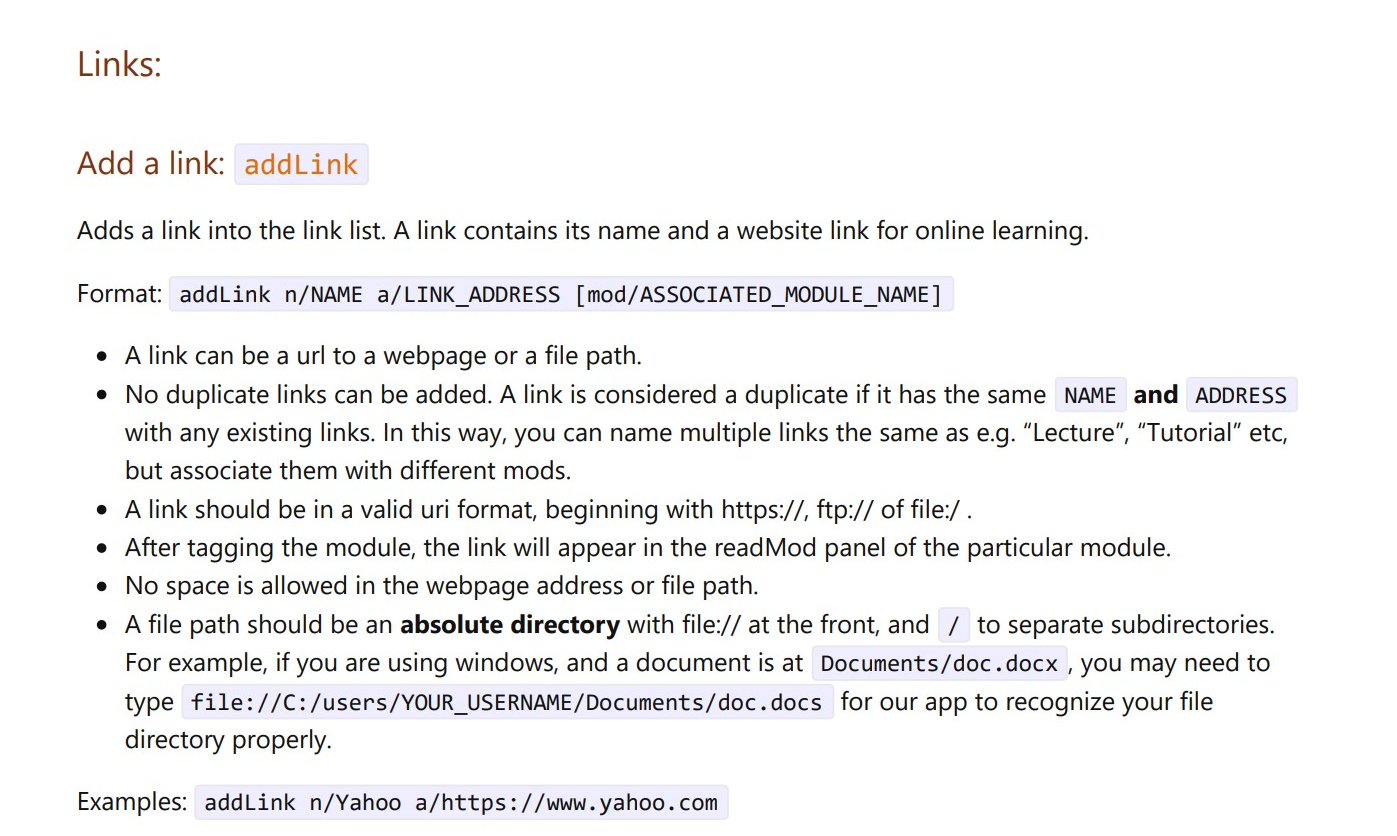 Links:
Add a link: addLink
Adds a link into the link list. A link contains its name and a website link for online learning.
Format: addLink n/NAME a/LINK_ADDRESS [mod/ASSOCIATED_MODULE_NAME]
• A link can be a url to a webpage or a file path.
• No duplicate links can be added. A link is considered a duplicate if it has the same NAME and ADDRESS
with any existing links. In this way, you can name multiple links the same as e.g. “Lecture”, “Tutorial” etc,
but associate them with different mods.
• A link should be in a valid uri format, beginning with https://, ftp:// of file:/ .
• After tagging the module, the link will appear in the readMod panel of the particular module.
• No space is allowed in the webpage address or file path.
• A file path should be an absolute directory with file:// at the front, and / to separate subdirectories.
For example, if you are using windows, and a document is at Documents/doc.docx, you may need to
type file://C:/users/YOUR_USERNAME/Documents/doc.docs for our app to recognize your file
directory properly.
Examples: addLink n/Yahoo a/https://www.yahoo.com